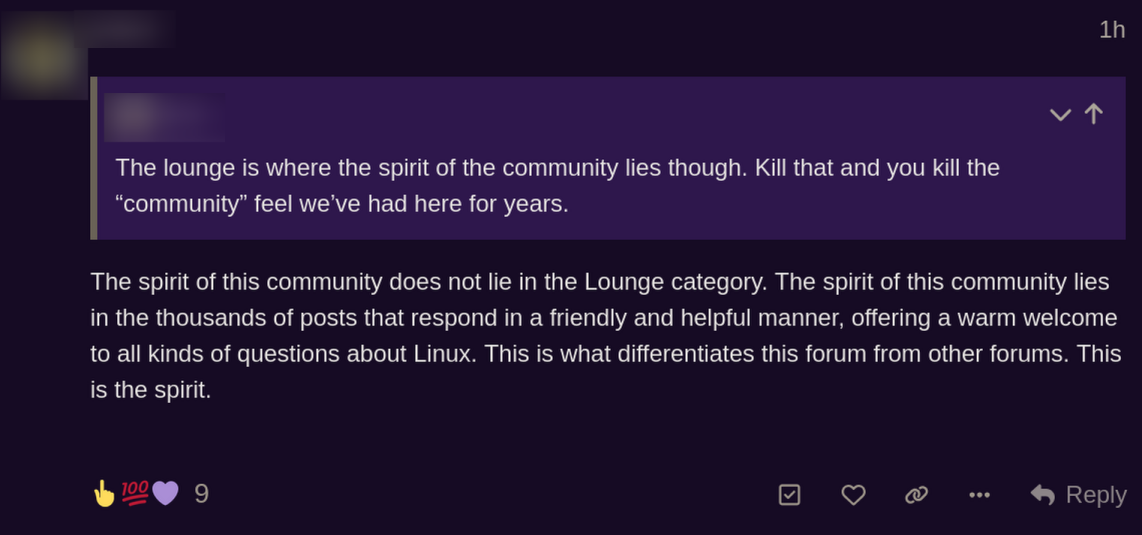 1h
The lounge is where the spirit of the community lies though. Kill that and you kill the
“community” feel we’ve had here for years.
The spirit of this community does not lie in the Lounge category. The spirit of this community lies
in the thousands of posts that respond in a friendly and helpful manner, offering a warm welcome
to all kinds of questions about Linux. This is what differentiates this forum from other forums. This
is the spirit.
👆💯💜 9
Reply